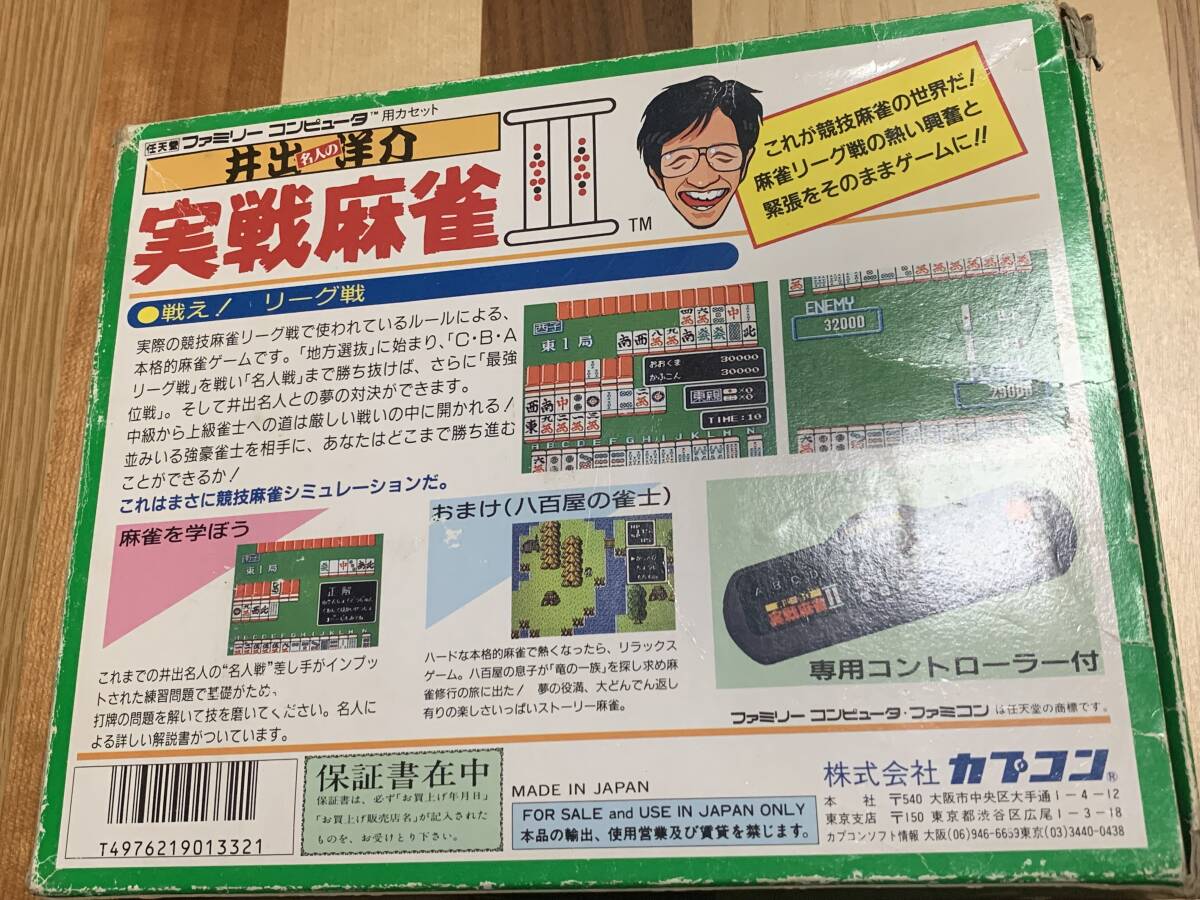 任天堂 ファミリー コンピュータ™用カセット
井出 名人の 洋介
実戦麻雀 II
TM
これが競技麻雀の世界だ!
麻雀リーグ戦の熱い興奮と
緊張をそのままゲームに!!
●戦え! リーグ戦
実際の競技麻雀リーグ戦で使われているルールによる、
本格的麻雀ゲームです。「地方選抜」に始まり、「C・B・A
リーグ戦」を戦い「名人戦」まで勝ち抜けば、さらに「最強
位戦」。そして井出名人との夢の対決ができます。
中級から上級雀士への道は厳しい戦いの中に開かれる!
並みいる強豪雀士を相手に、あなたはどこまで勝ち進む
ことができるか!
これはまさに競技麻雀シミュレーションだ。
東1局
おおくま 30000
かぷこん 30000
TIME:10
A B C D E F G H I J K L M N
ENEMY
32000
麻雀を学ぼう
東1局
正解
これまでの井出名人の“名人戦”差し手がインプッ
トされた練習問題で基礎がため、
打牌の問題を解いて技を磨いてください。名人に
よる詳しい解説書がついています。
おまけ(八百屋の雀士)
ハードな本格的麻雀で熱くなったら、リラックス
ゲーム。八百屋の息子が「竜の一族」を探し求め麻
雀修行の旅に出た! 夢の役満、大どんでん返し
有りの楽しさいっぱいストーリー麻雀。
A B C D
実戦麻雀 II
専用コントローラー付
ファミリー コンピュータ・ファミコン は任天堂の商標です。
T4976219013321
保証書在中
保証書は、必ず「お買上げ年月日」
「お買上げ販売店名」が記入された
ものを、お受けとり下さい。
MADE IN JAPAN
FOR SALE and USE IN JAPAN ONLY
本品の輸出、使用営業及び賃貸を禁じます。
株式会社 カプコン®
本 社 〒540 大阪市中央区大手通1-4-12
東京支店 〒150 東京都渋谷区広尾1-3-18
カプコンソフト情報 大阪(06)946-6659東京(03)3440-0438